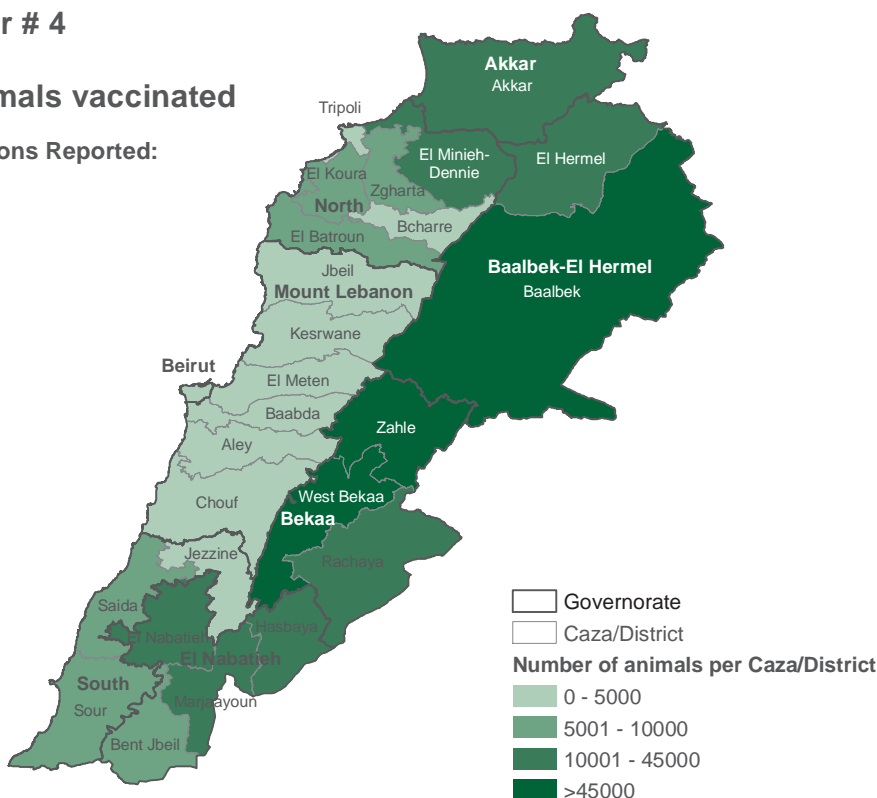 r # 4
mals vaccinated
ons Reported:
Akkar
Akkar
Tripoli
El Minieh-
Dennie
El Hermel
El Koura
Zgharta
North
Bcharre
El Batroun
Baalbek-El Hermel
Baalbek
Jbeil
Mount Lebanon
Kesrwane
Beirut
El Meten
Baabda
Zahle
Aley
West Bekaa
Chouf
Bekaa
Jezzine
Rachaya
Saida
Hasbaya
El Nabatieh
El Nabatieh
South
Marjaayoun
Sour
Bent Jbeil
Governorate
Caza/District
Number of animals per Caza/District
0 - 5000
5001 - 10000
10001 - 45000
>45000